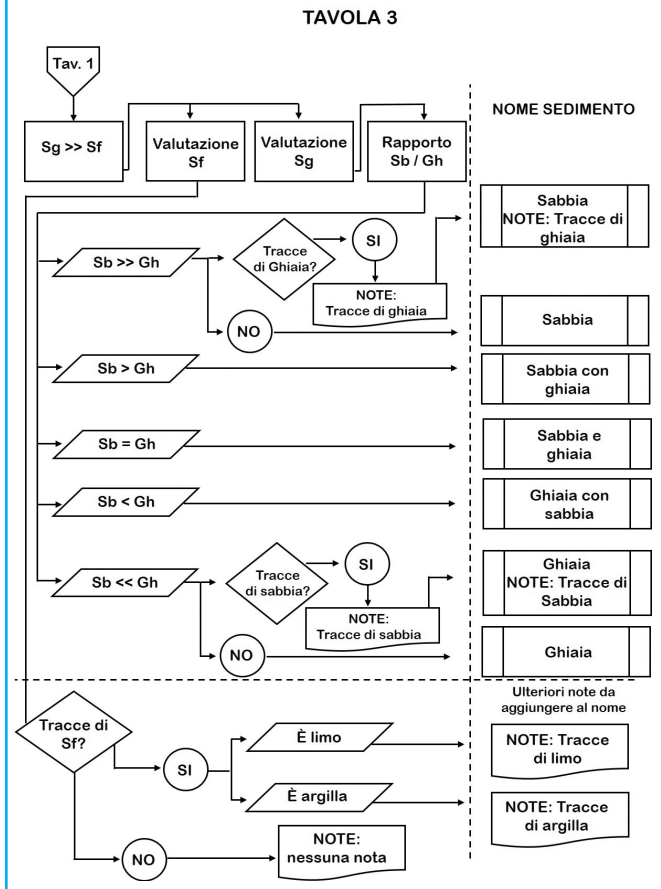 TAVOLA 3
Tav. 1
NOME SEDIMENTO
Sg >> Sf
Valutazione
Sf
Valutazione
Sg
Rapporto
Sb / Gh
Sb >> Gh
Tracce
di Ghiaia?
SI
NOTE:
Tracce di ghiaia
Sabbia
NOTE: Tracce di
ghiaia
NO
Sabbia
Sb > Gh
Sabbia con
ghiaia
Sb = Gh
Sabbia e
ghiaia
Sb < Gh
Ghiaia con
sabbia
Sb << Gh
Tracce
di sabbia?
SI
NOTE:
Tracce di sabbia
Ghiaia
NOTE: Tracce di
Sabbia
NO
Ghiaia
Ulteriori note da
aggiungere al nome
Tracce di
Sf?
SI
È limo
NOTE: Tracce
di limo
È argilla
NOTE: Tracce
di argilla
NO
NOTE:
nessuna nota